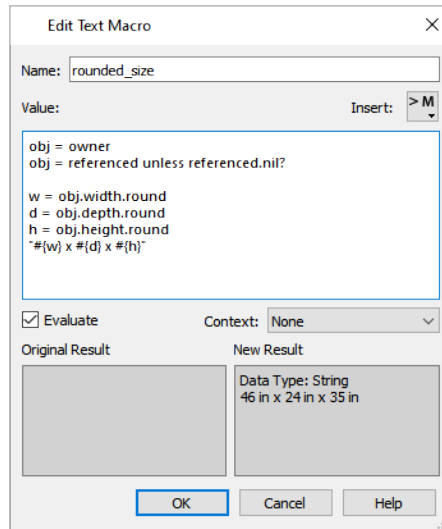 Edit Text Macro
Name: rounded_size
Value: Insert: > M
obj = owner
obj = referenced unless referenced.nil?
w = obj.width.round
d = obj.depth.round
h = obj.height.round
"#{w} x #{d} x #{h}"
Evaluate Context: None
Original Result New Result
Data Type: String
46 in x 24 in x 35 in
OK Cancel Help